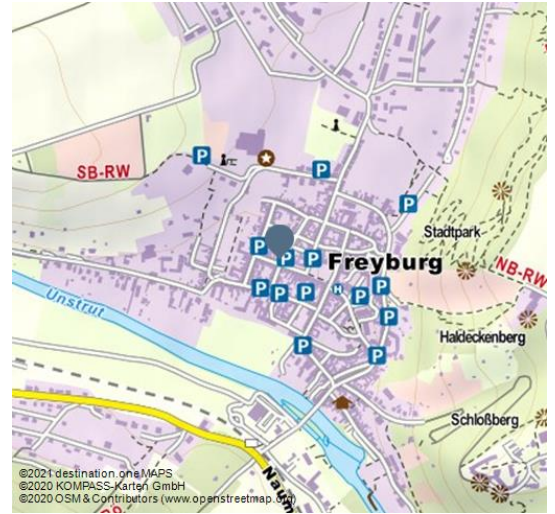 P
P
SB-RW
P
Stadtpark
P
P
P
Freyburg
NB-RW
P
P
P
H
P
P
Unstrut
P
Haldeckenberg
P
P
Schloßberg
Naum
©2021 destination.one MAPS
©2020 KOMPASS-Karten GmbH
©2020 OSM & Contributors (www.openstreetmap.org)